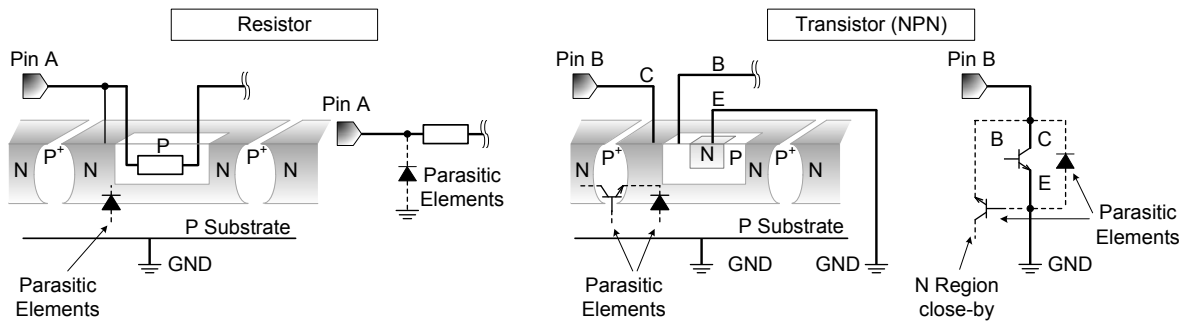 Resistor
Transistor (NPN)
Pin A
Pin A
N
P+
N
P
P+
N
N
Parasitic
Elements
P Substrate
GND
Parasitic
Elements
Pin B
C
B
E
N
P+
N
N
P
P+
N
N
P Substrate
GND
GND
Parasitic
Elements
Pin B
B
C
E
Parasitic
Elements
GND
N Region
close-by